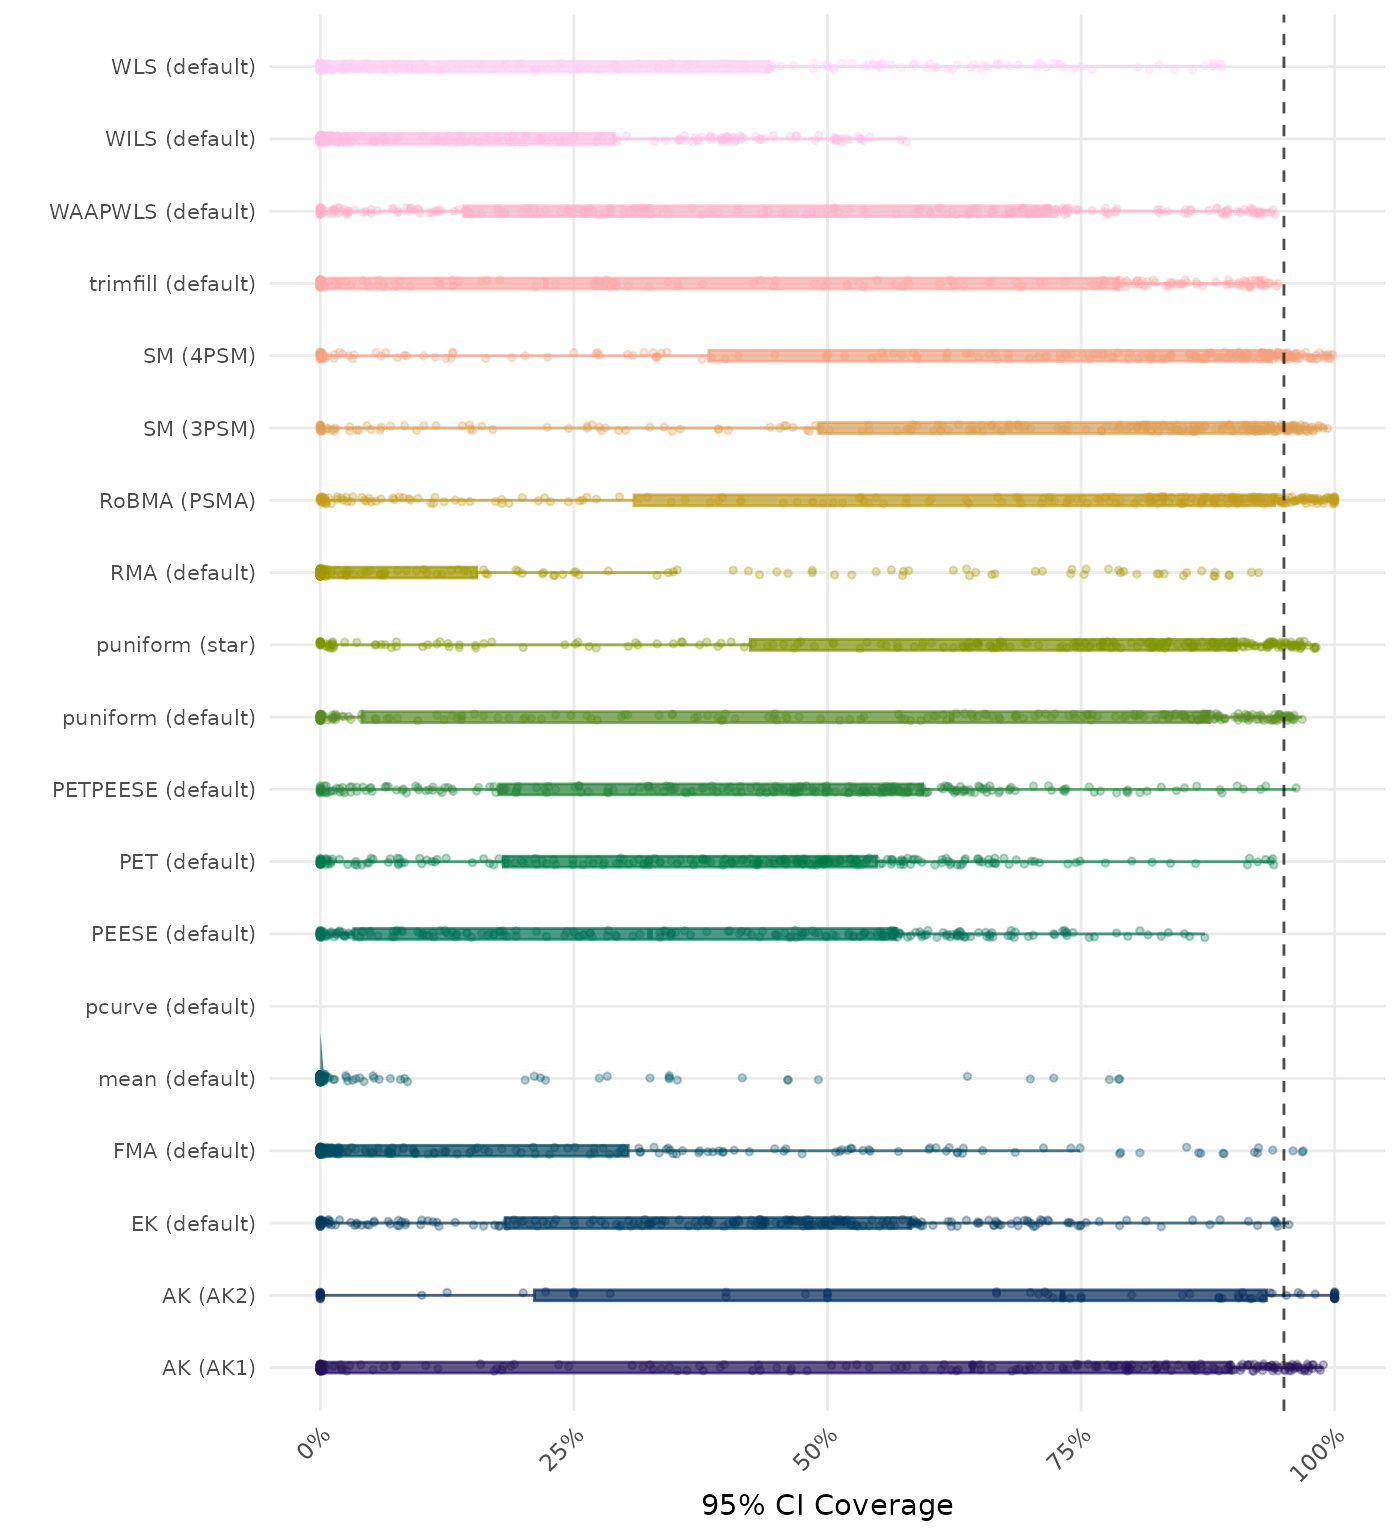 WLS (default)
WILS (default)
WAAPWLS (default)
trimfill (default)
SM (4PSM)
SM (3PSM)
RoBMA (PSMA)
RMA (default)
puniform (star)
puniform (default)
PETPEESE (default)
PET (default)
PEESE (default)
pcurve (default)
mean (default)
FMA (default)
EK (default)
AK (AK2)
AK (AK1)
0% 25% 50% 75% 100%
95% CI Coverage